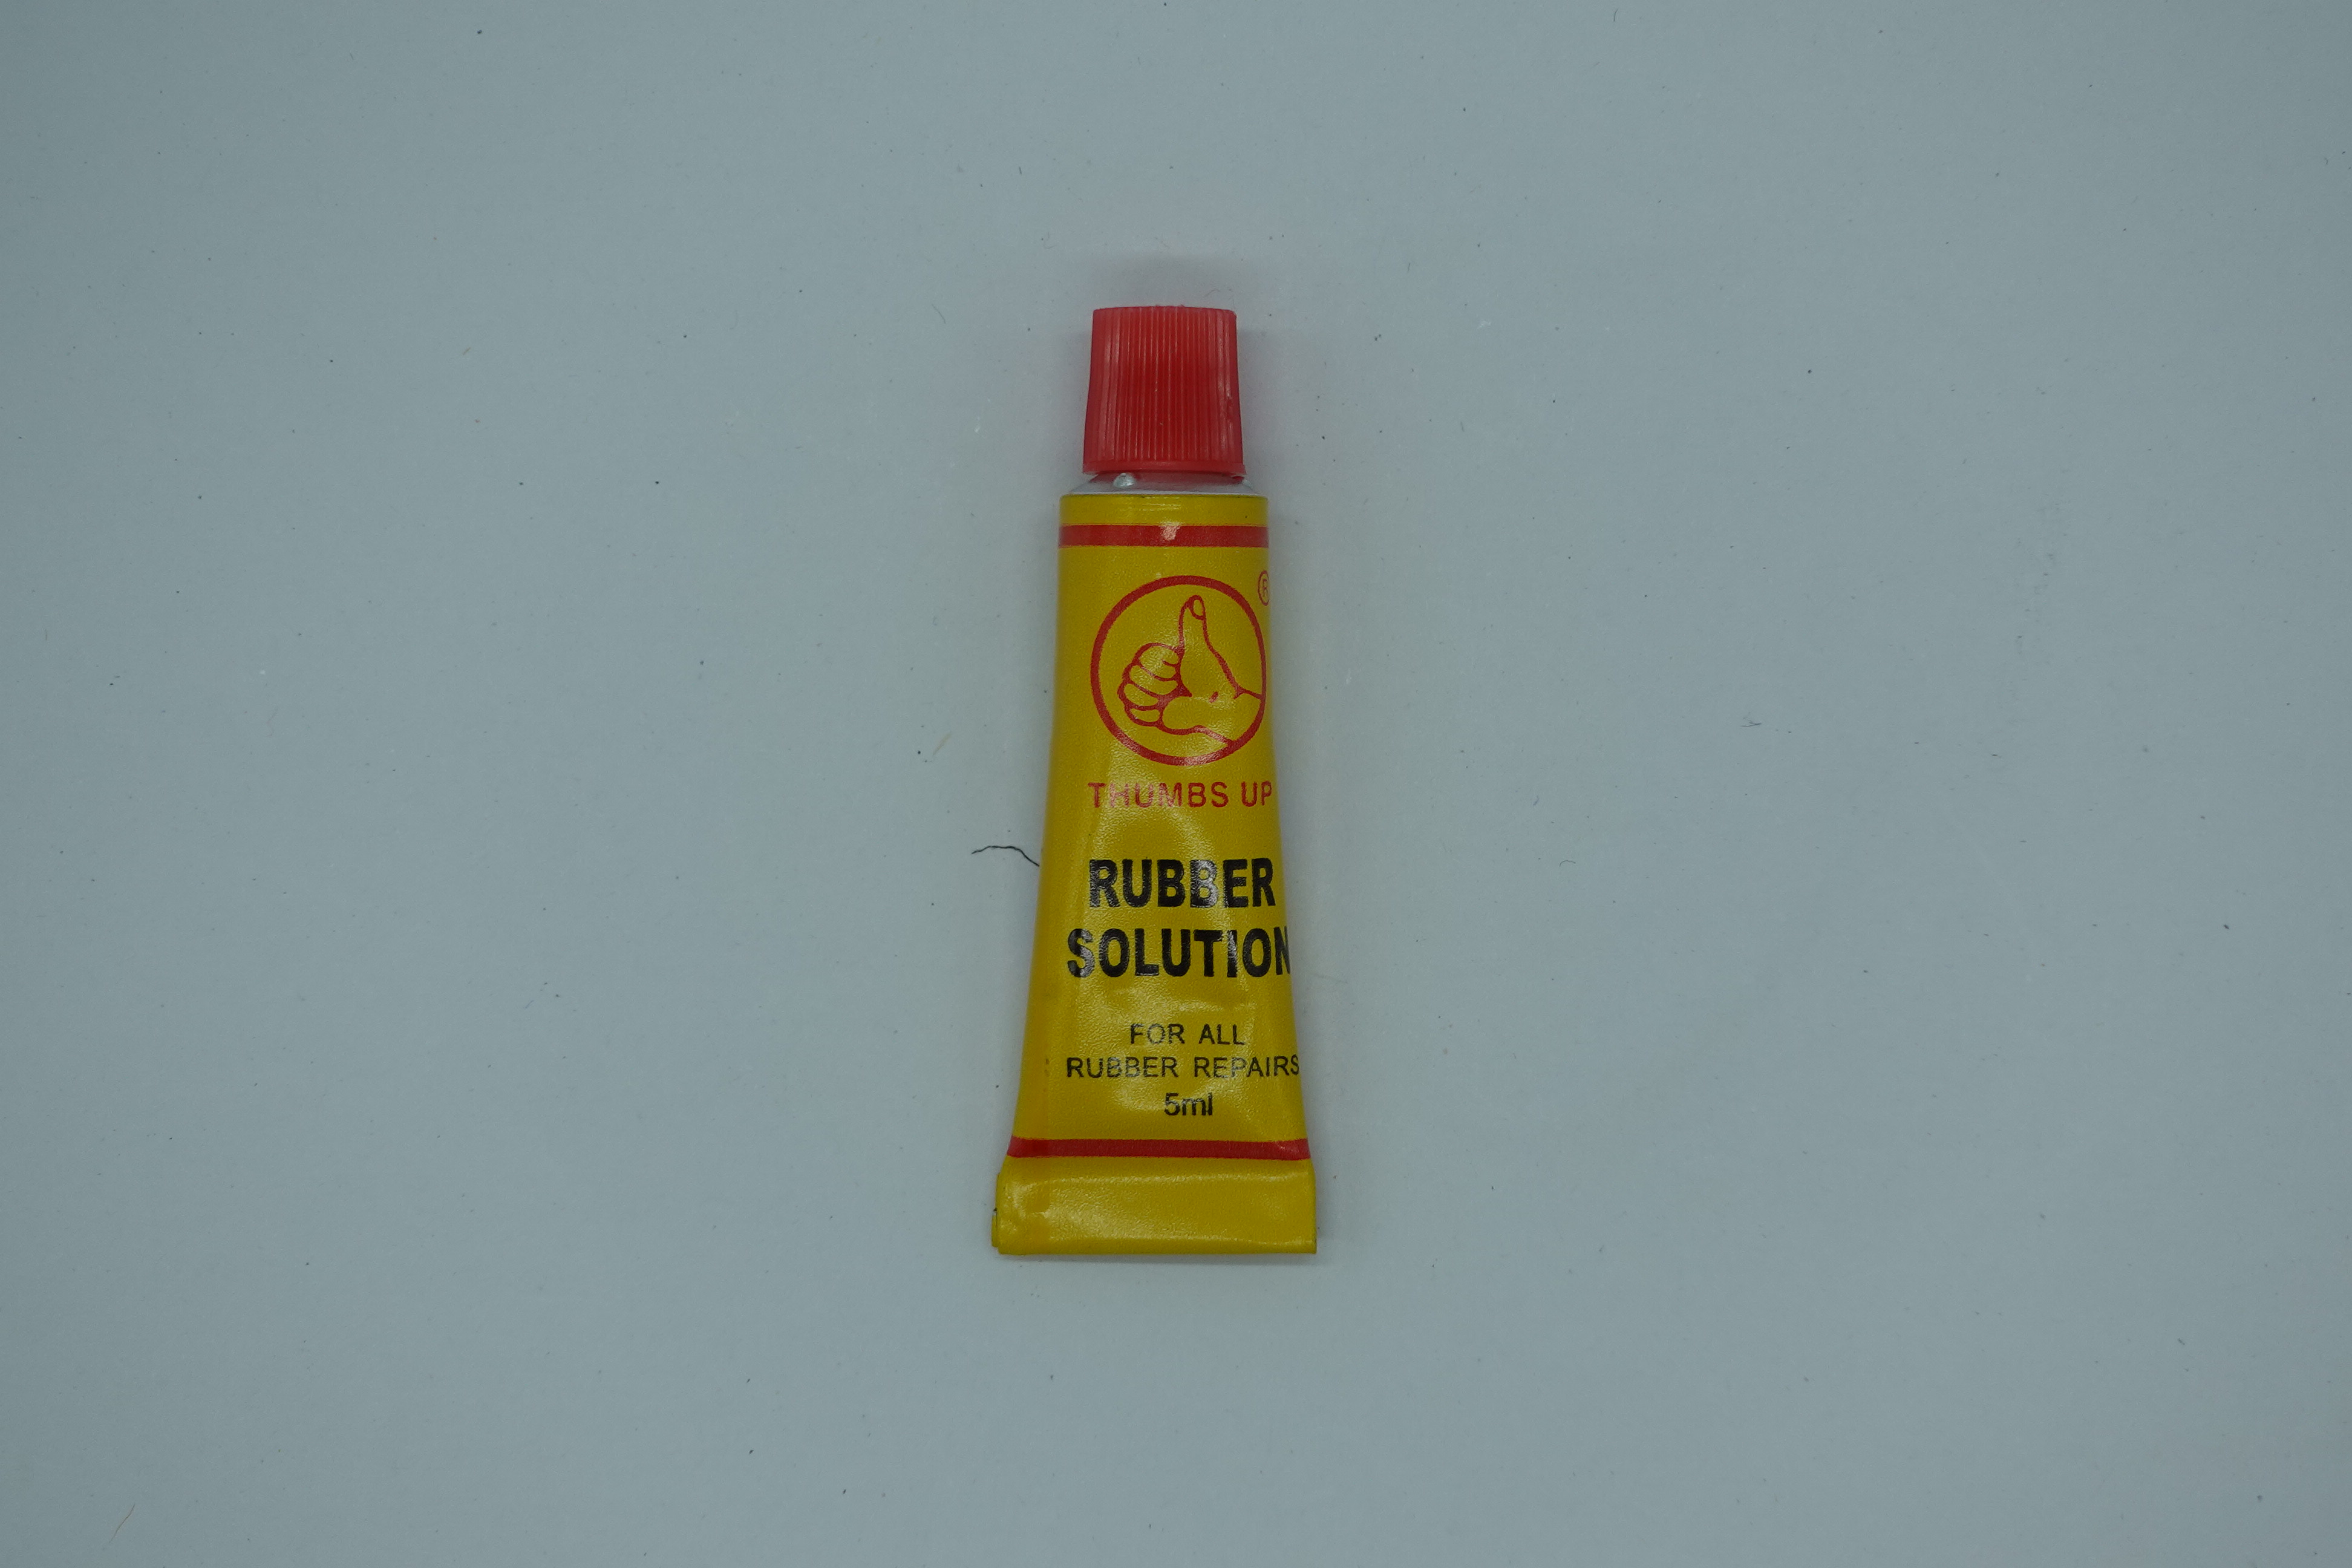 ®
THUMBS UP
RUBBER
SOLUTION
FOR ALL
RUBBER REPAIRS
5ml